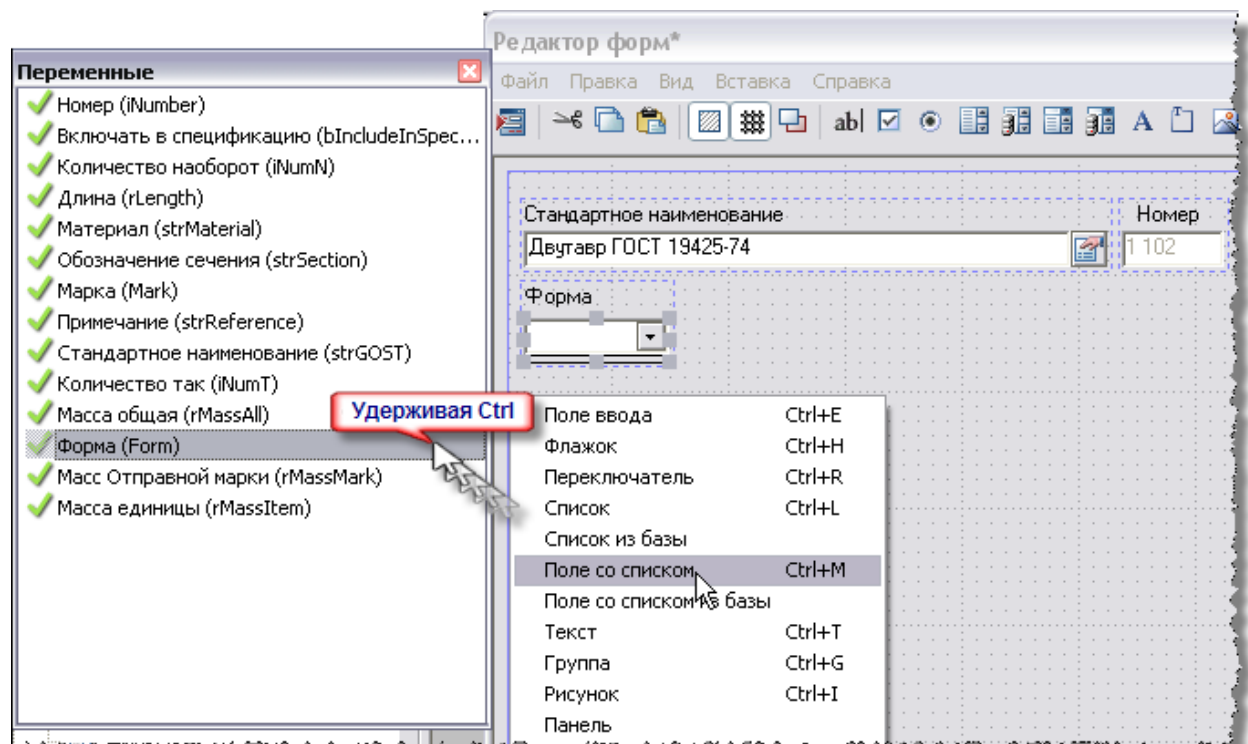 Редактор форм*
Файл Правка Вид Вставка Справка
ab|
A
Переменные
Номер (iNumber)
Включать в спецификацию (bIncludeInSpec...
Количество наоборот (iNumN)
Длина (rLength)
Материал (strMaterial)
Обозначение сечения (strSection)
Марка (Mark)
Примечание (strReference)
Стандартное наименование (strGOST)
Количество так (iNumT)
Масса общая (rMassAll)
Форма (Form)
Масс Отправной марки (rMassMark)
Масса единицы (rMassItem)
Удерживая Ctrl
Стандартное наименование
Номер
Двутавр ГОСТ 19425-74
1 102
Форма
Поле ввода Ctrl+E
Флажок Ctrl+H
Переключатель Ctrl+R
Список Ctrl+L
Список из базы
Поле со списком Ctrl+M
Поле со списком из базы
Текст Ctrl+T
Группа Ctrl+G
Рисунок Ctrl+I
Панель